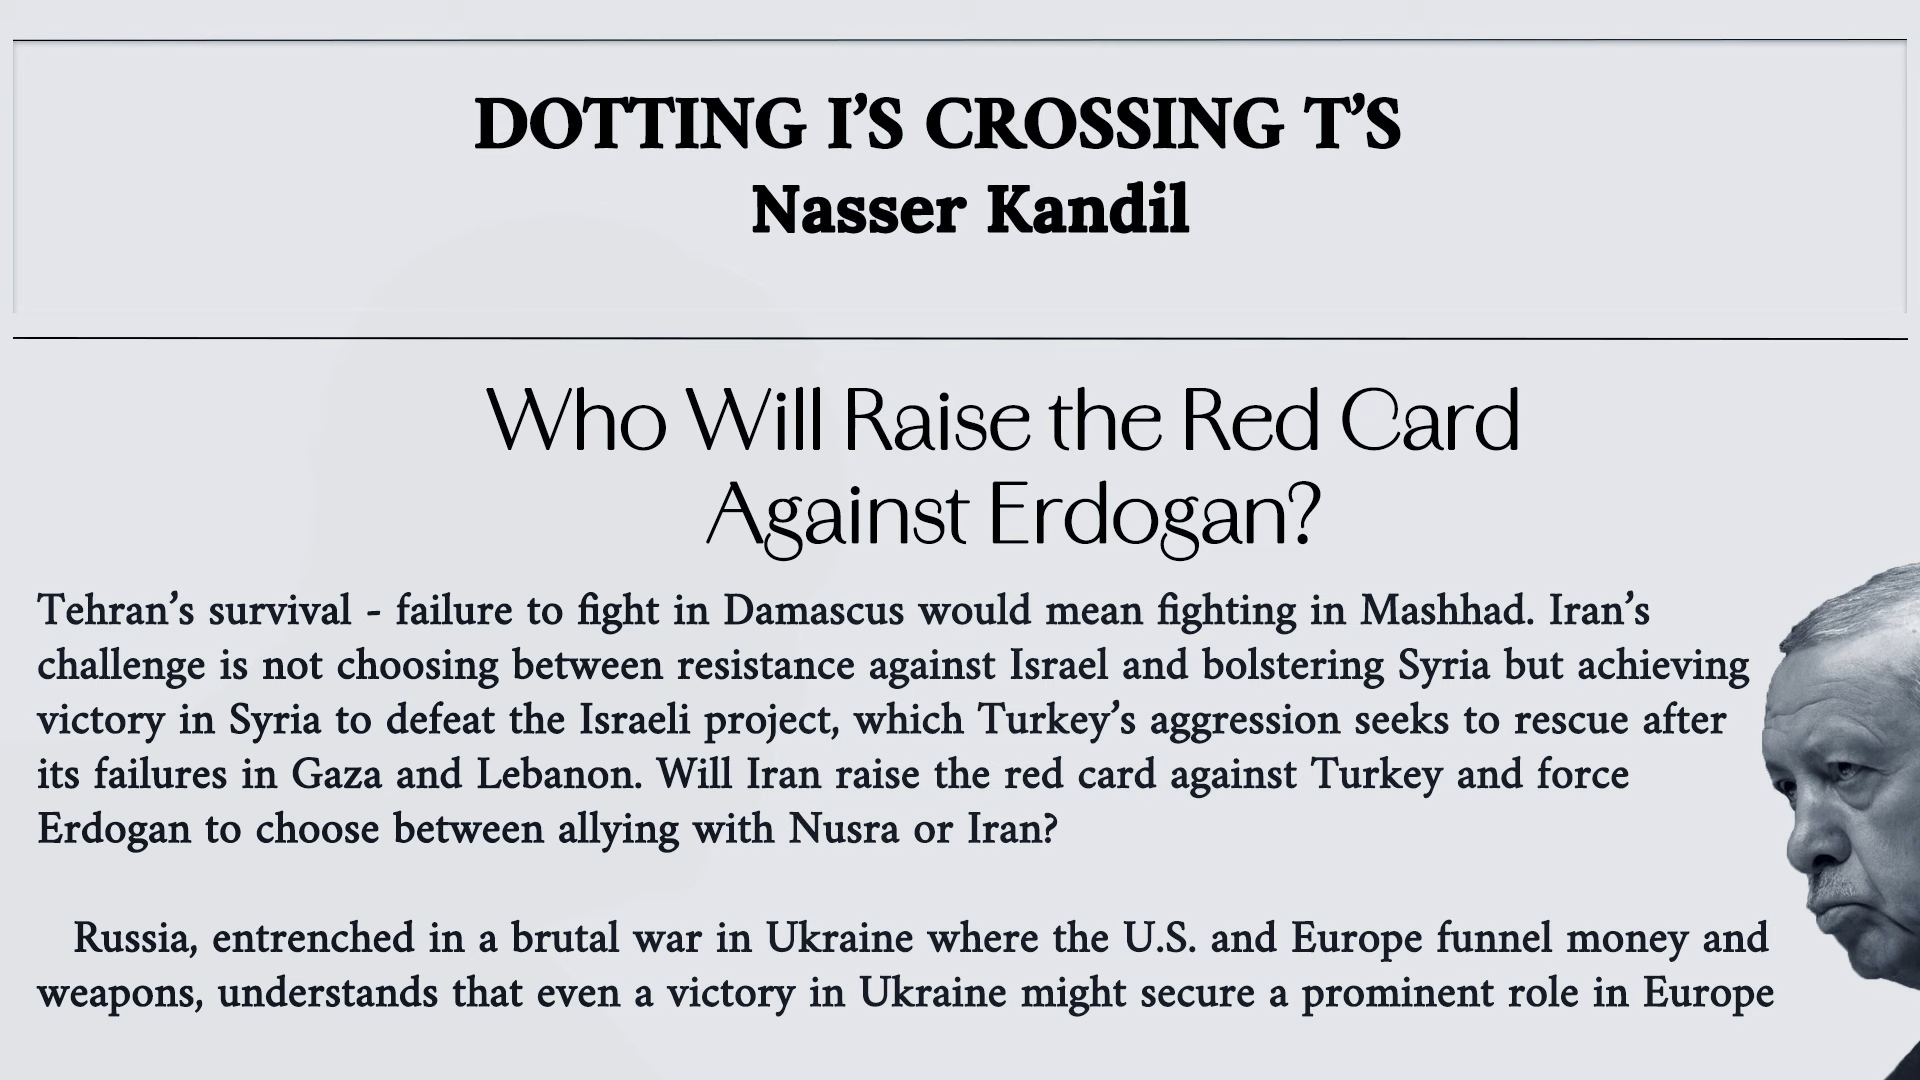 DOTTING I’S CROSSING T’S
Nasser Kandil
Who Will Raise the Red Card
Against Erdogan?
Tehran’s survival - failure to fight in Damascus would mean fighting in Mashhad. Iran’s
challenge is not choosing between resistance against Israel and bolstering Syria but achieving
victory in Syria to defeat the Israeli project, which Turkey’s aggression seeks to rescue after
its failures in Gaza and Lebanon. Will Iran raise the red card against Turkey and force
Erdogan to choose between allying with Nusra or Iran?
Russia, entrenched in a brutal war in Ukraine where the U.S. and Europe funnel money and
weapons, understands that even a victory in Ukraine might secure a prominent role in Europe